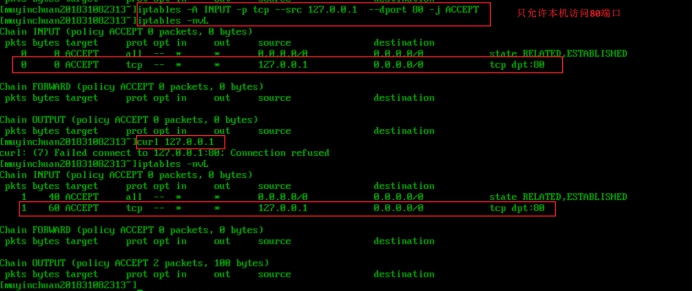 [muyinchuan201831082313~]iptables -A INPUT -p tcp --src 127.0.0.1  --dport 80 -j ACCEPT
只允许本机访问80端口
[muyinchuan201831082313~]iptables -nvL
Chain INPUT (policy ACCEPT 0 packets, 0 bytes)
 pkts bytes target     prot opt in     out     source               destination
    0     0 ACCEPT     all  --  *      *       0.0.0.0/0            0.0.0.0/0            state RELATED,ESTABLISHED
    0     0 ACCEPT     tcp  --  *      *       127.0.0.1            0.0.0.0/0            tcp dpt:80
Chain FORWARD (policy ACCEPT 0 packets, 0 bytes)
 pkts bytes target     prot opt in     out     source               destination
Chain OUTPUT (policy ACCEPT 0 packets, 0 bytes)
 pkts bytes target     prot opt in     out     source               destination
[muyinchuan201831082313~]curl 127.0.0.1
curl: (7) Failed connect to 127.0.0.1:80; Connection refused
[muyinchuan201831082313~]iptables -nvL
Chain INPUT (policy ACCEPT 0 packets, 0 bytes)
 pkts bytes target     prot opt in     out     source               destination
    1    40 ACCEPT     all  --  *      *       0.0.0.0/0            0.0.0.0/0            state RELATED,ESTABLISHED
    1    60 ACCEPT     tcp  --  *      *       127.0.0.1            0.0.0.0/0            tcp dpt:80
Chain FORWARD (policy ACCEPT 0 packets, 0 bytes)
 pkts bytes target     prot opt in     out     source               destination
Chain OUTPUT (policy ACCEPT 2 packets, 100 bytes)
 pkts bytes target     prot opt in     out     source               destination
[muyinchuan201831082313~]